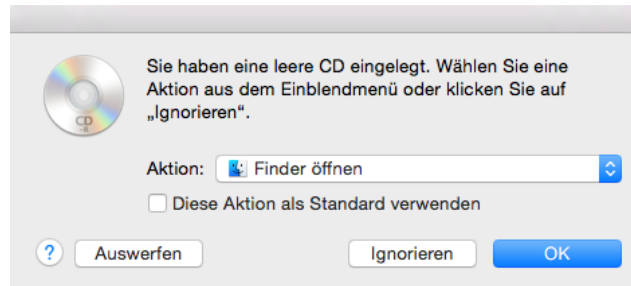 Sie haben eine leere CD eingelegt. Wählen Sie eine
Aktion aus dem Einblendmenü oder klicken Sie auf
„Ignorieren“.
CD
-R
Aktion: Finder öffnen
Diese Aktion als Standard verwenden
? Auswerfen Ignorieren OK